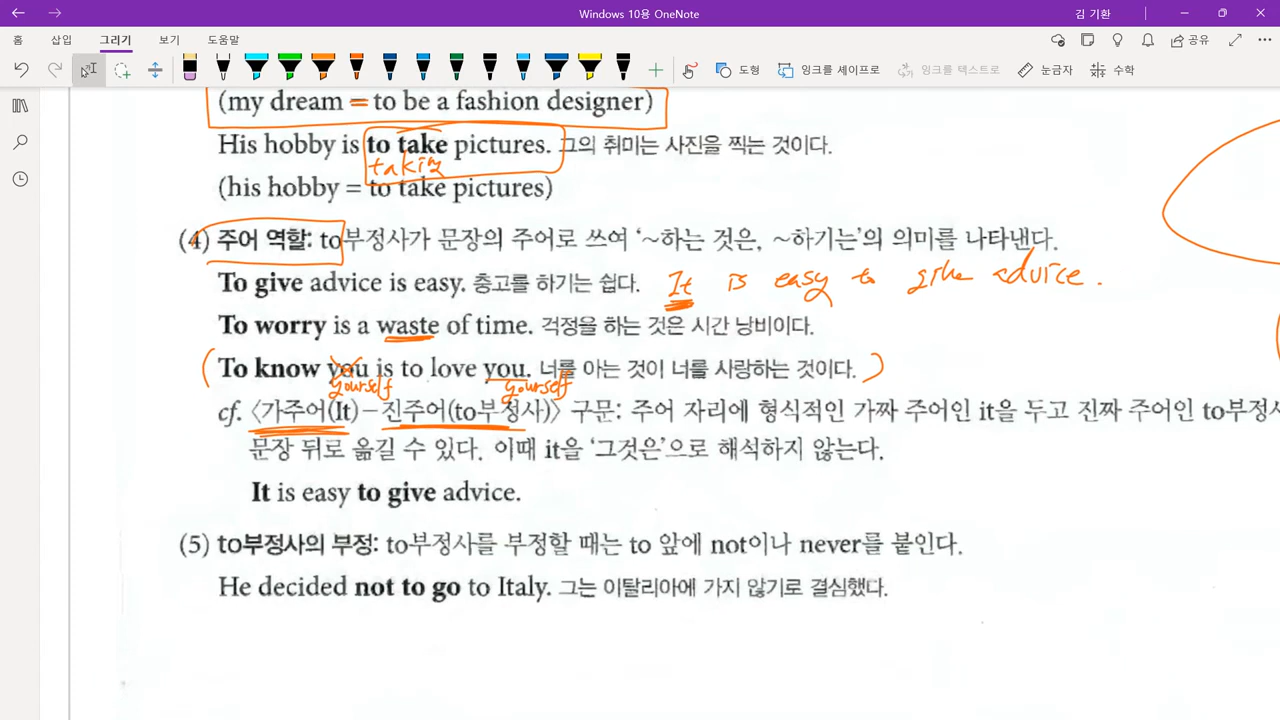 Windows 10용 OneNote
김 기환
홈 삽입 그리기 보기 도움말
공유
도형 잉크를 셰이프로 잉크를 텍스트로 눈금자 수학
(my dream = to be a fashion designer)
His hobby is to take pictures. 그의 취미는 사진을 찍는 것이다.
taking
(his hobby = to take pictures)
(4) 주어 역할: to부정사가 문장의 주어로 쓰여 ‘~하는 것은, ~하기는’의 의미를 나타낸다.
To give advice is easy. 충고를 하기는 쉽다. It is easy to give advice.
To worry is a waste of time. 걱정을 하는 것은 시간 낭비이다.
(To know you is to love you. 너를 아는 것이 너를 사랑하는 것이다.)
yourself yourself
cf. 〈가주어(It)–진주어(to부정사)〉 구문: 주어 자리에 형식적인 가짜 주어인 it을 두고 진짜 주어인 to부정사
문장 뒤로 옮길 수 있다. 이때 it을 ‘그것은’으로 해석하지 않는다.
It is easy to give advice.
(5) to부정사의 부정: to부정사를 부정할 때는 to 앞에 not이나 never를 붙인다.
He decided not to go to Italy. 그는 이탈리아에 가지 않기로 결심했다.